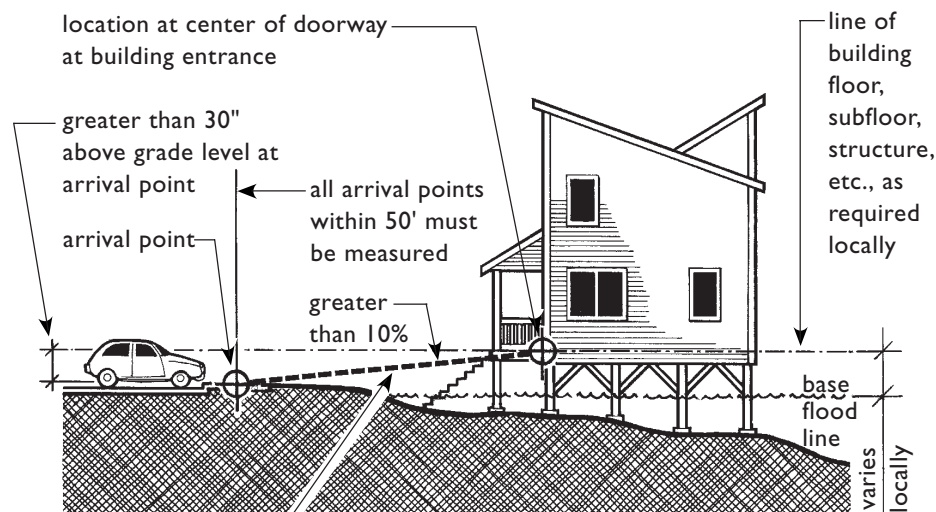 location at center of doorway
at building entrance
line of
building
floor,
subfloor,
structure,
etc., as
required
locally
greater than 30"
above grade level at
arrival point
all arrival points
within 50' must
be measured
arrival point
greater
than 10%
base
flood
line
varies
locally